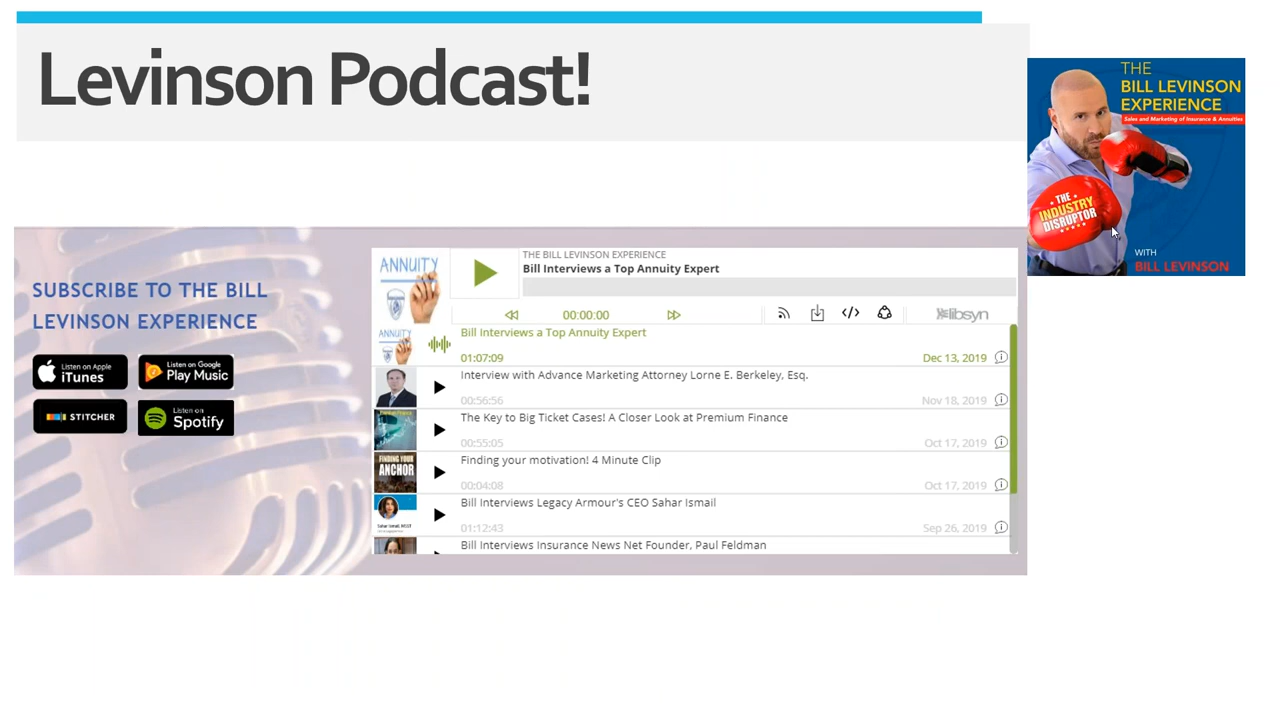 Levinson Podcast!
THE
BILL LEVINSON
EXPERIENCE
Sales and Marketing of Insurance & Annuities
THE
INDUSTRY
DISRUPTOR
WITH
BILL LEVINSON
SUBSCRIBE TO THE BILL
LEVINSON EXPERIENCE
Listen on Apple
iTunes
Listen on Google
Play Music
STITCHER
Listen on
Spotify
ANNUITY
THE BILL LEVINSON EXPERIENCE
Bill Interviews a Top Annuity Expert
00:00:00
</>
libsyn
ANNUITY
Bill Interviews a Top Annuity Expert
01:07:09 Dec 13, 2019
Interview with Advance Marketing Attorney Lorne E. Berkeley, Esq.
00:56:56 Nov 18, 2019
The Key to Big Ticket Cases! A Closer Look at Premium Finance
00:55:05 Oct 17, 2019
FINDING YOUR
ANCHOR
Finding your motivation! 4 Minute Clip
00:04:08 Oct 17, 2019
Bill Interviews Legacy Armour's CEO Sahar Ismail
01:12:43 Sep 26, 2019
Bill Interviews Insurance News Net Founder, Paul Feldman